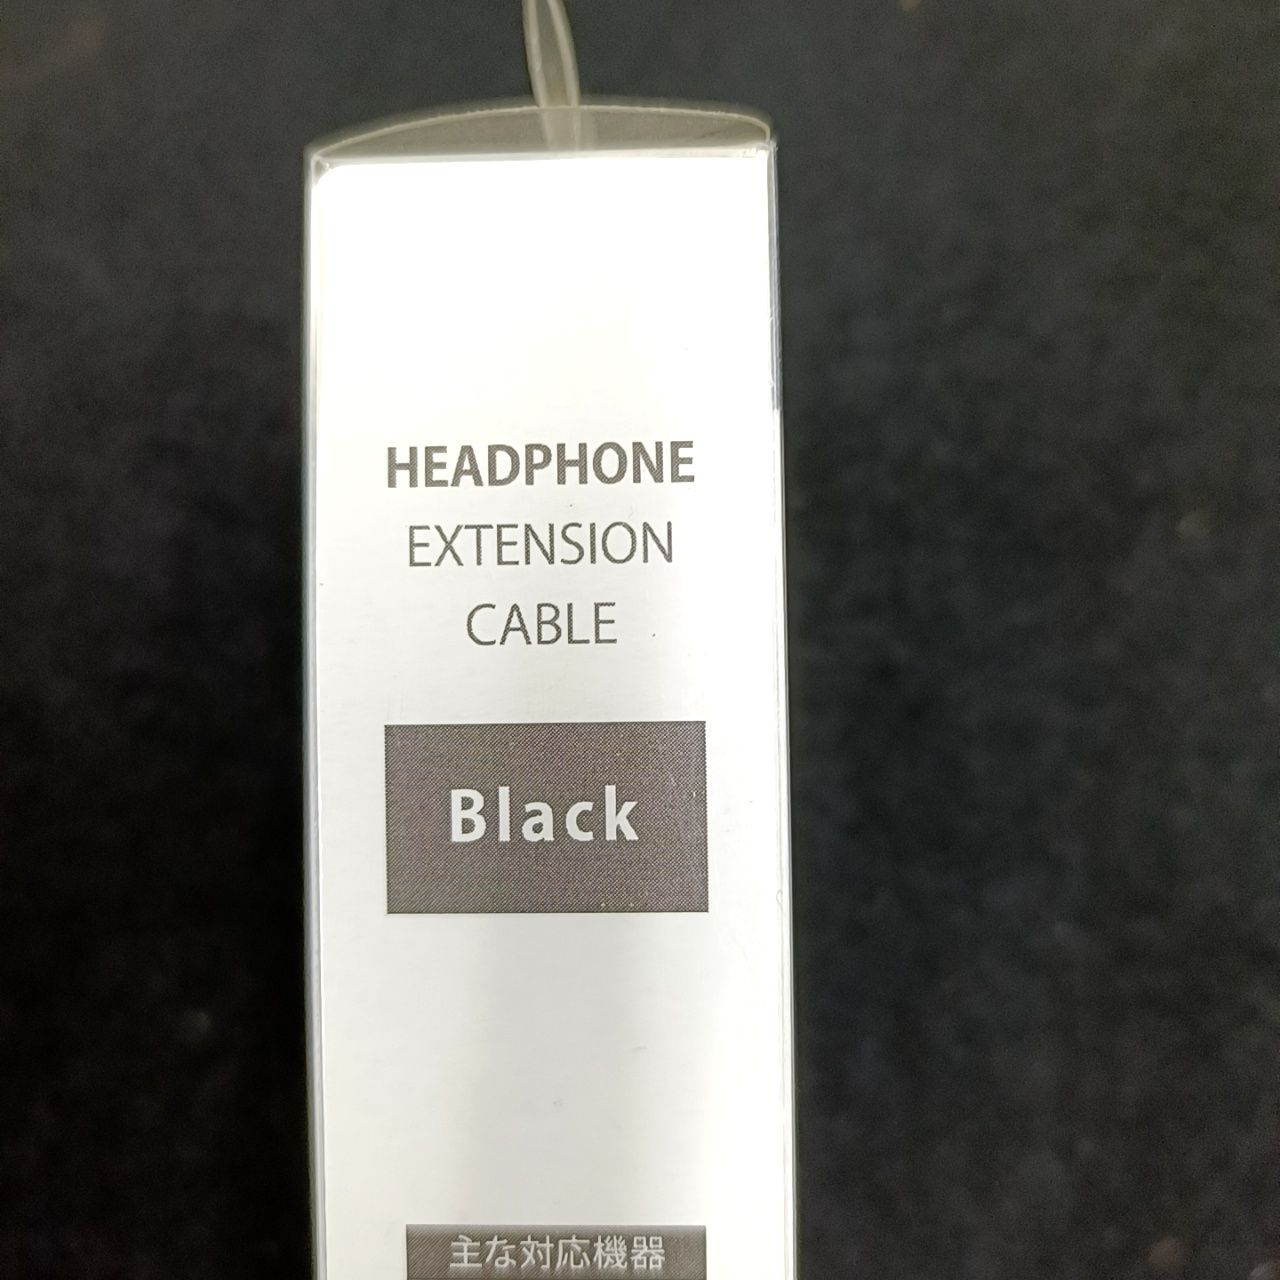 HEADPHONE
EXTENSION
CABLE
Black
主な対応機器